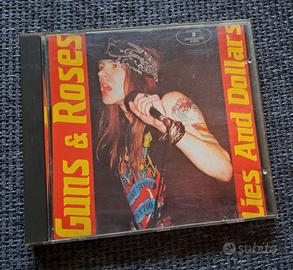 Guns & Roses
Lies And Dollars
subito